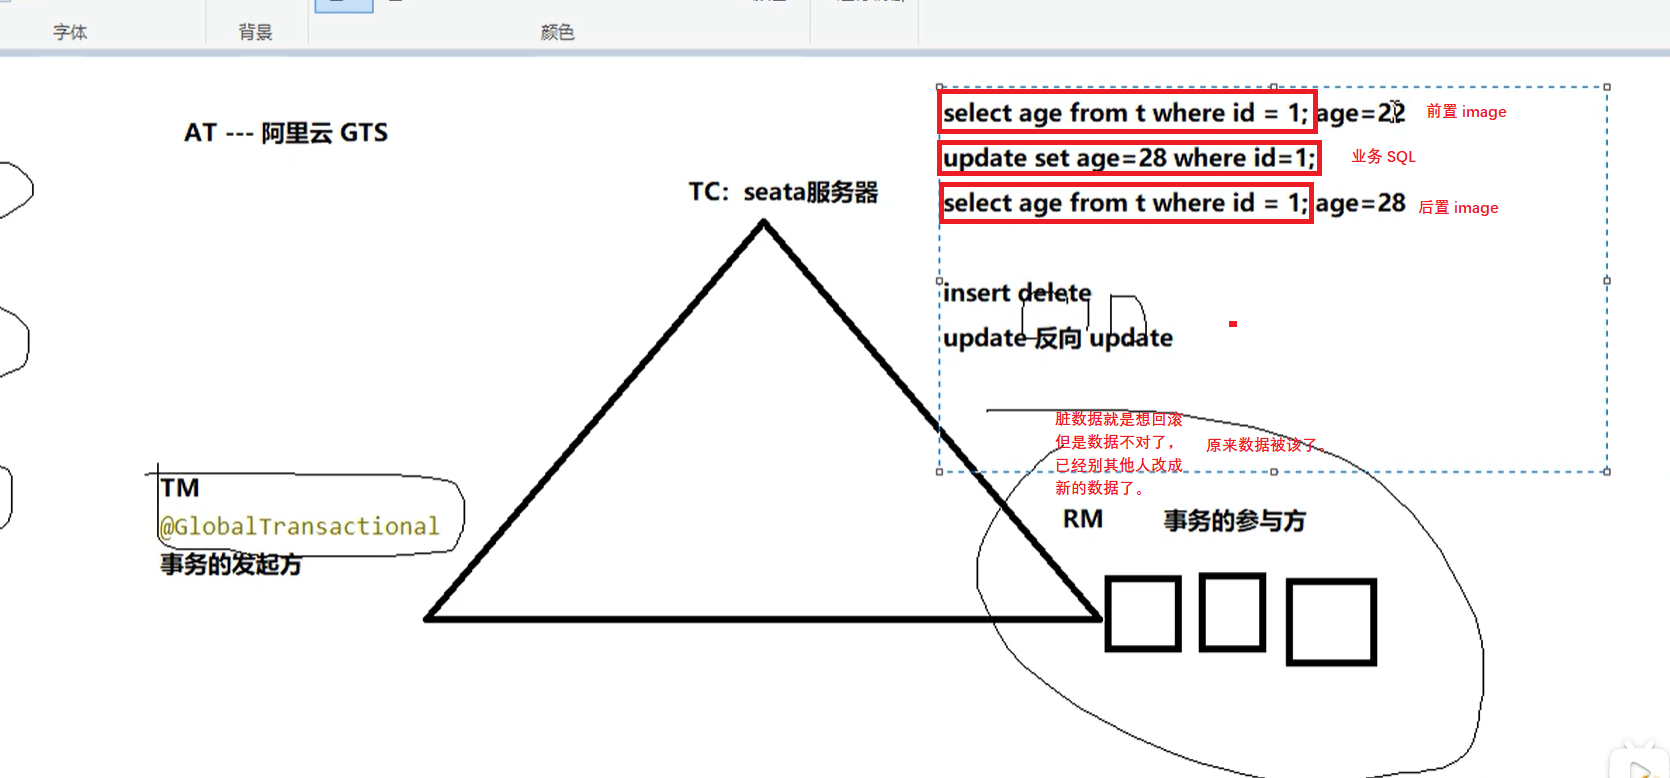 字体
背景
颜色
AT --- 阿里云 GTS
TC：seata服务器
select age from t where id = 1; age=22
前置 image
update set age=28 where id=1;
业务 SQL
select age from t where id = 1; age=28
后置 image
insert delete
update 反向 update
脏数据就是想回滚
但是数据不对了，
已经别其他人改成
新的数据了。
原来数据被该了。
TM
@GlobalTransactional
事务的发起方
RM
事务的参与方